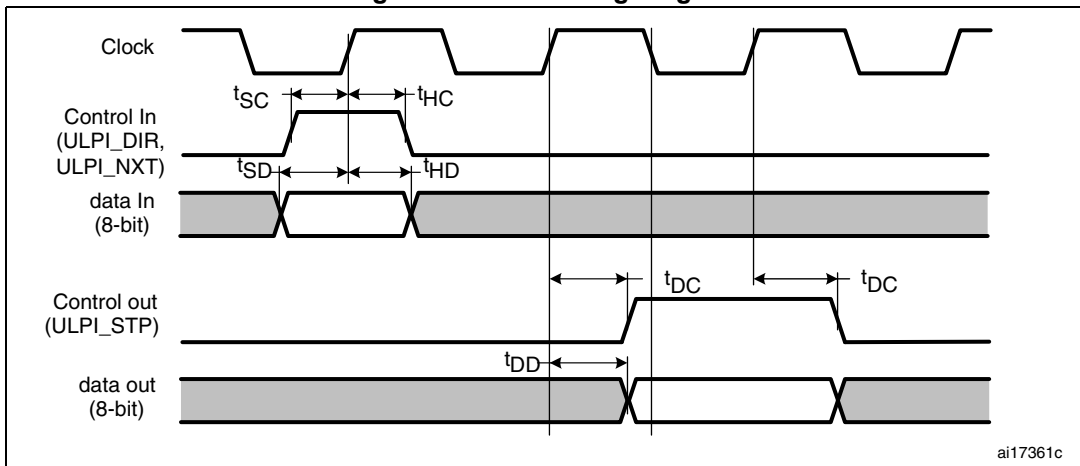 Clock
tSC
tHC
Control In
(ULPI_DIR,
ULPI_NXT)
tSD
tHD
data In
(8-bit)
tDC
tDC
Control out
(ULPI_STP)
tDD
data out
(8-bit)
ai17361c